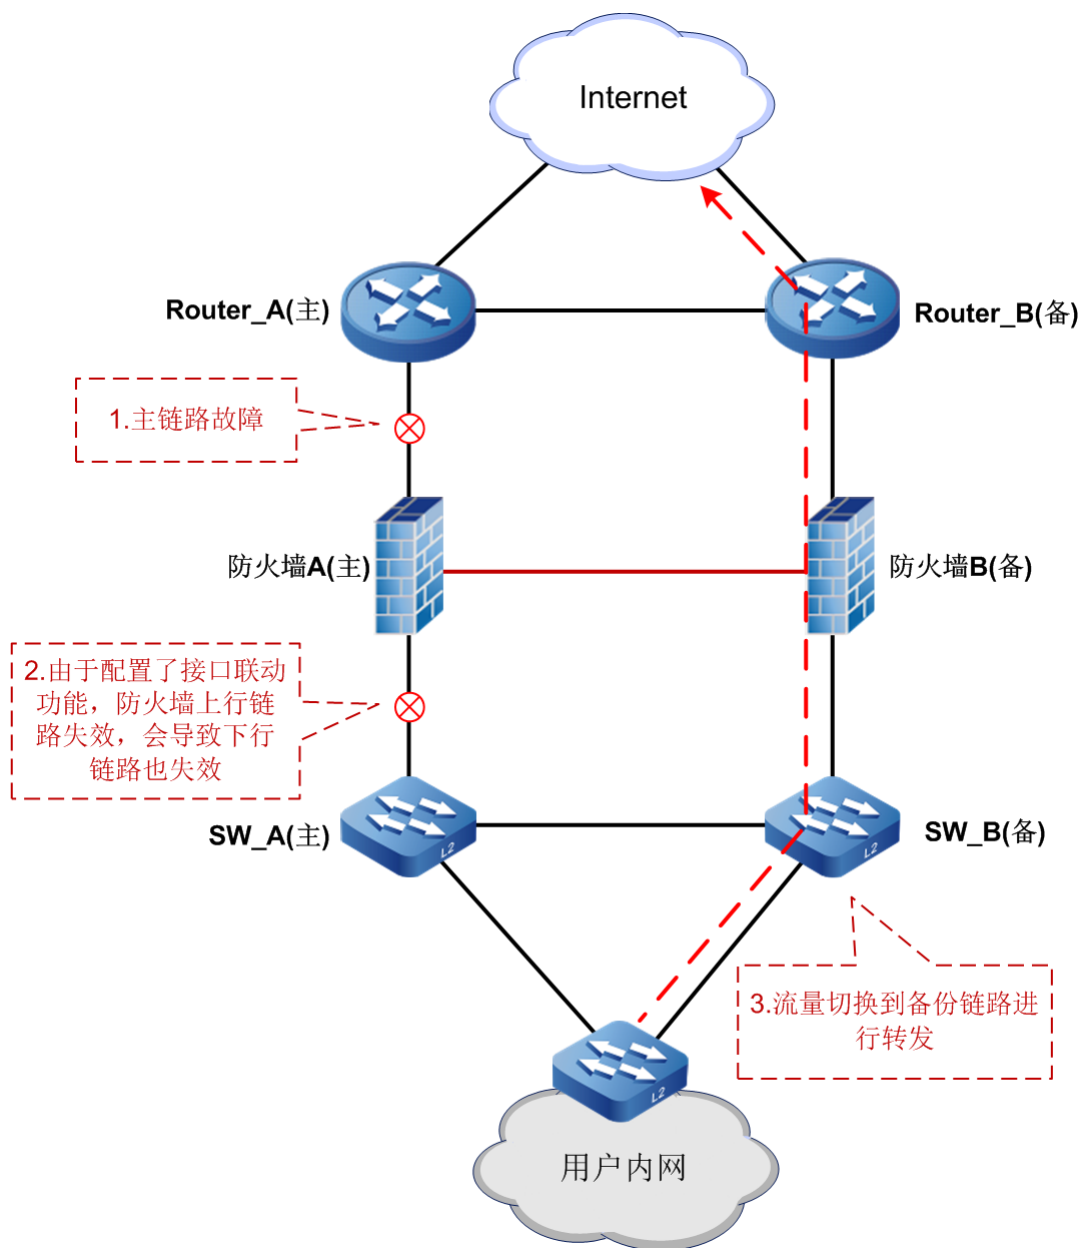 Internet
Router_A(主)
Router_B(备)
1.主链路故障
防火墙A(主)
防火墙B(备)
2.由于配置了接口联动
功能，防火墙上行链
路失效，会导致下行
链路也失效
SW_A(主)
L2
SW_B(备)
L2
3.流量切换到备份链路进
行转发
L2
用户内网